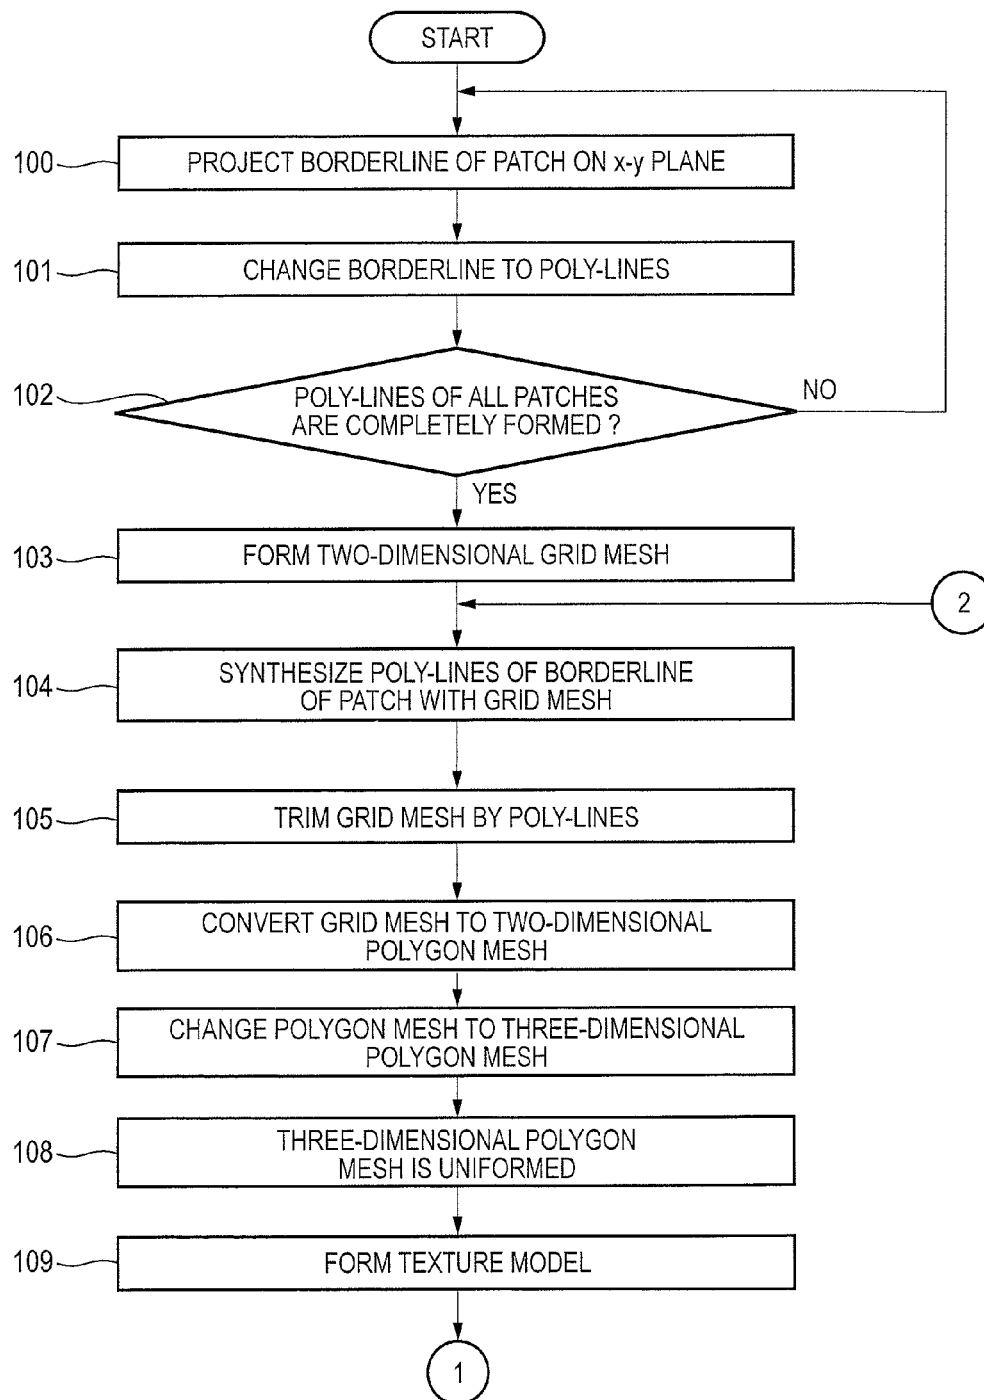 START
100
PROJECT BORDERLINE OF PATCH ON x-y PLANE
101
CHANGE BORDERLINE TO POLY-LINES
102
POLY-LINES OF ALL PATCHES
ARE COMPLETELY FORMED ?
NO
YES
103
FORM TWO-DIMENSIONAL GRID MESH
2
104
SYNTHESIZE POLY-LINES OF BORDERLINE
OF PATCH WITH GRID MESH
105
TRIM GRID MESH BY POLY-LINES
106
CONVERT GRID MESH TO TWO-DIMENSIONAL
POLYGON MESH
107
CHANGE POLYGON MESH TO THREE-DIMENSIONAL
POLYGON MESH
108
THREE-DIMENSIONAL POLYGON
MESH IS UNIFORMED
109
FORM TEXTURE MODEL
1